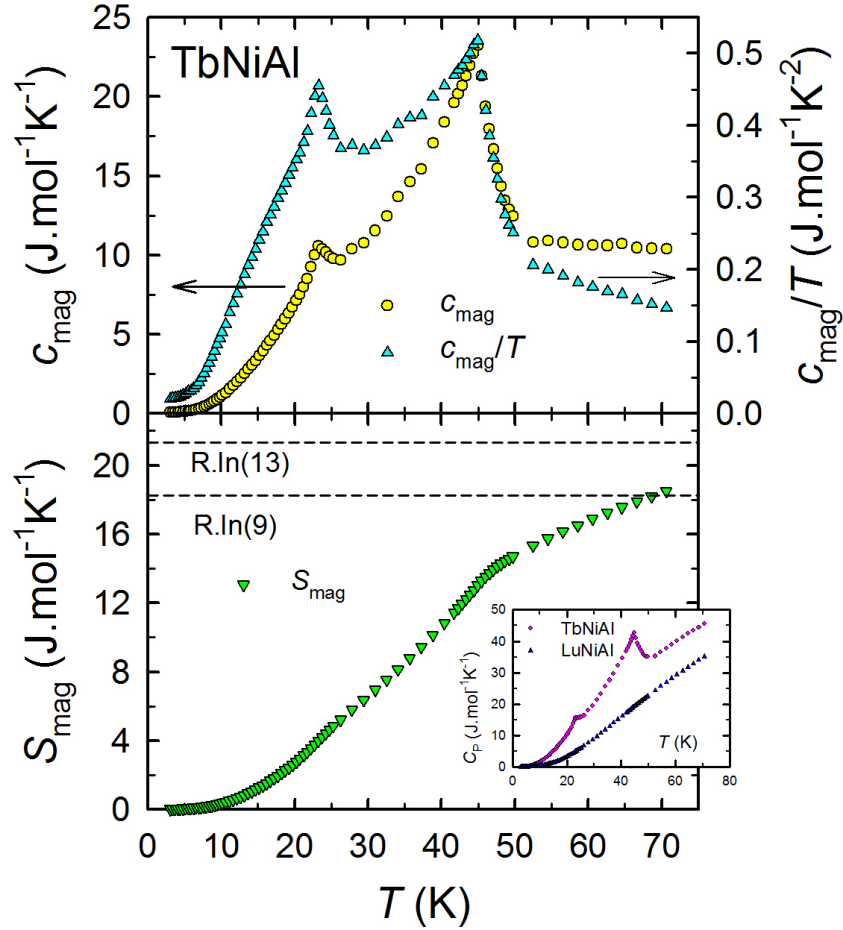 TbNiAl
25
20
15
10
5
0
c_mag (J.mol⁻¹K⁻¹)
0.5
0.4
0.3
0.2
0.1
0.0
c_mag/T (J.mol⁻¹K⁻²)
c_mag
c_mag/T
R.ln(13)
R.ln(9)
S_mag
20
16
12
8
4
0
S_mag (J.mol⁻¹K⁻¹)
50
40
30
20
10
0
C_P (J.mol⁻¹K⁻¹)
TbNiAl
LuNiAl
T (K)
0 20 40 60 80
0 10 20 30 40 50 60 70
T (K)